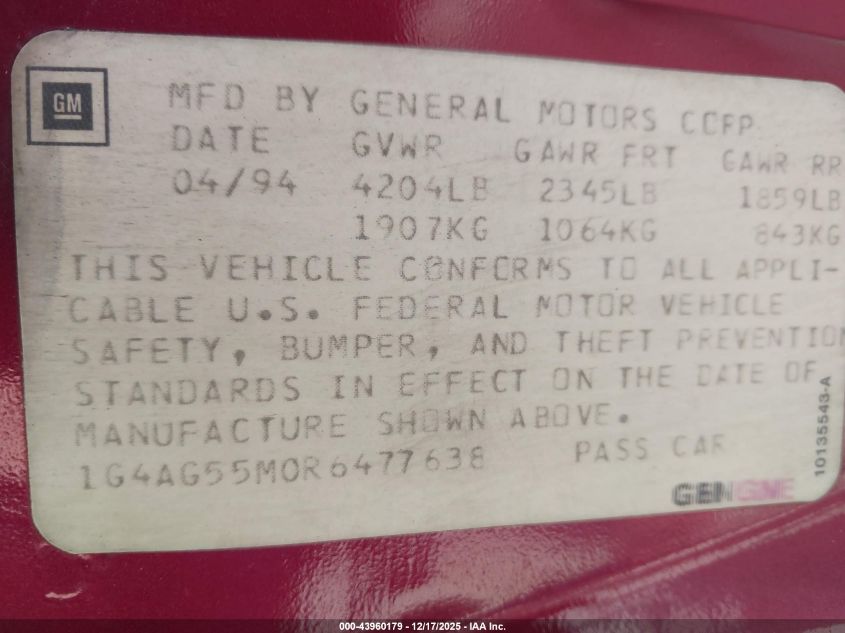 GM
MFD BY GENERAL MOTORS CORP
DATE GVWR GAWR FRT GAWR RR
04/94 4204LB 2345LB 1859LB
1907KG 1064KG 843KG
THIS VEHICLE CONFORMS TO ALL APPLI-
CABLE U.S. FEDERAL MOTOR VEHICLE
SAFETY, BUMPER, AND THEFT PREVENTION
STANDARDS IN EFFECT ON THE DATE OF
MANUFACTURE SHOWN ABOVE.
1G4AG55M0R6477638 PASS CAR
10135543-A
000-43960179 - 12/17/2025 - IAA Inc.